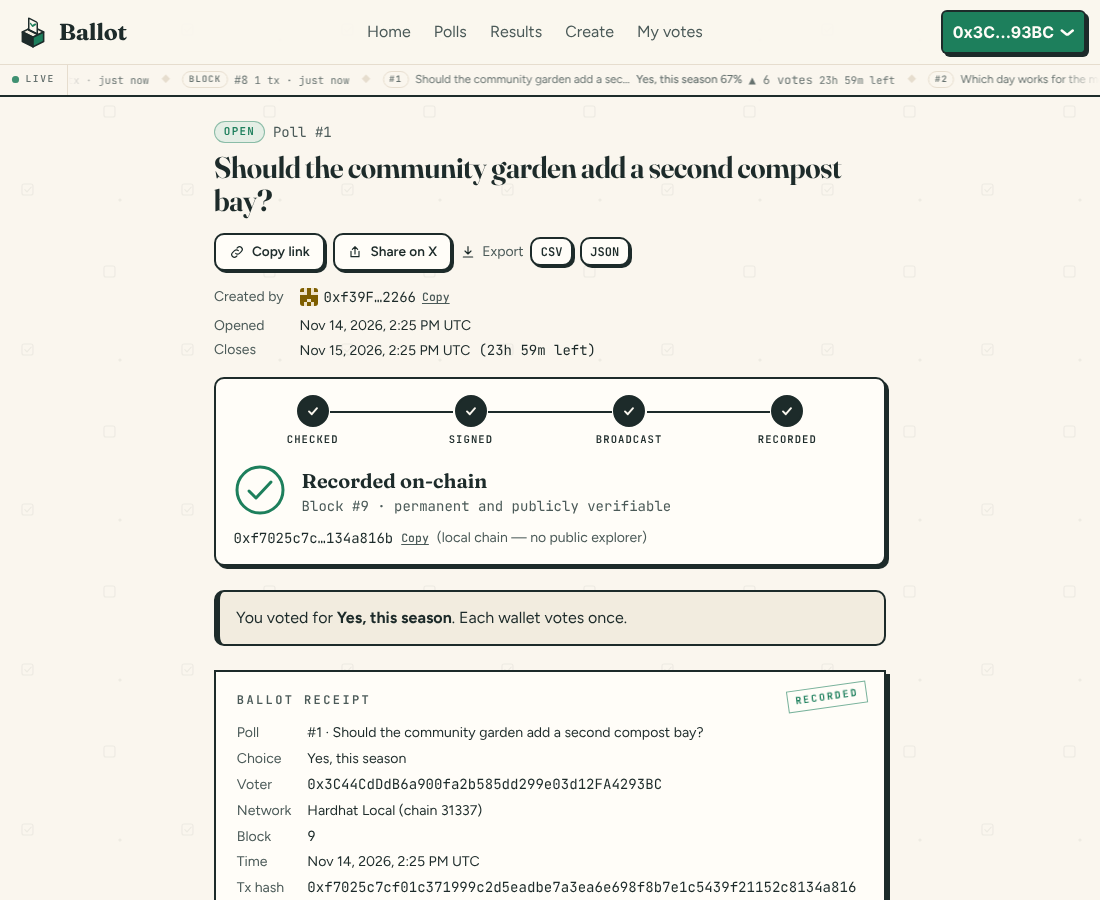 Ballot
Home Polls Results Create My votes
0x3C…93BC
LIVE
x · just now BLOCK #8 1 tx · just now #1 Should the community garden add a sec… Yes, this season 67% ▲ 6 votes 23h 59m left #2 Which day works for the
OPEN Poll #1
Should the community garden add a second compost
bay?
Copy link Share on X Export CSV JSON
Created by 0xf39F…2266 Copy
Opened Nov 14, 2026, 2:25 PM UTC
Closes Nov 15, 2026, 2:25 PM UTC (23h 59m left)
CHECKED SIGNED BROADCAST RECORDED
Recorded on-chain
Block #9 · permanent and publicly verifiable
0xf7025c7c…134a816b Copy (local chain — no public explorer)
You voted for Yes, this season. Each wallet votes once.
BALLOT RECEIPT RECORDED
Poll #1 · Should the community garden add a second compost bay?
Choice Yes, this season
Voter 0x3C44CdDdB6a900fa2b585dd299e03d12FA4293BC
Network Hardhat Local (chain 31337)
Block 9
Time Nov 14, 2026, 2:25 PM UTC
Tx hash 0xf7025c7cf01c371999c2d5eadbe7a3ea6e698f8b7e1c5439f21152c8134a816